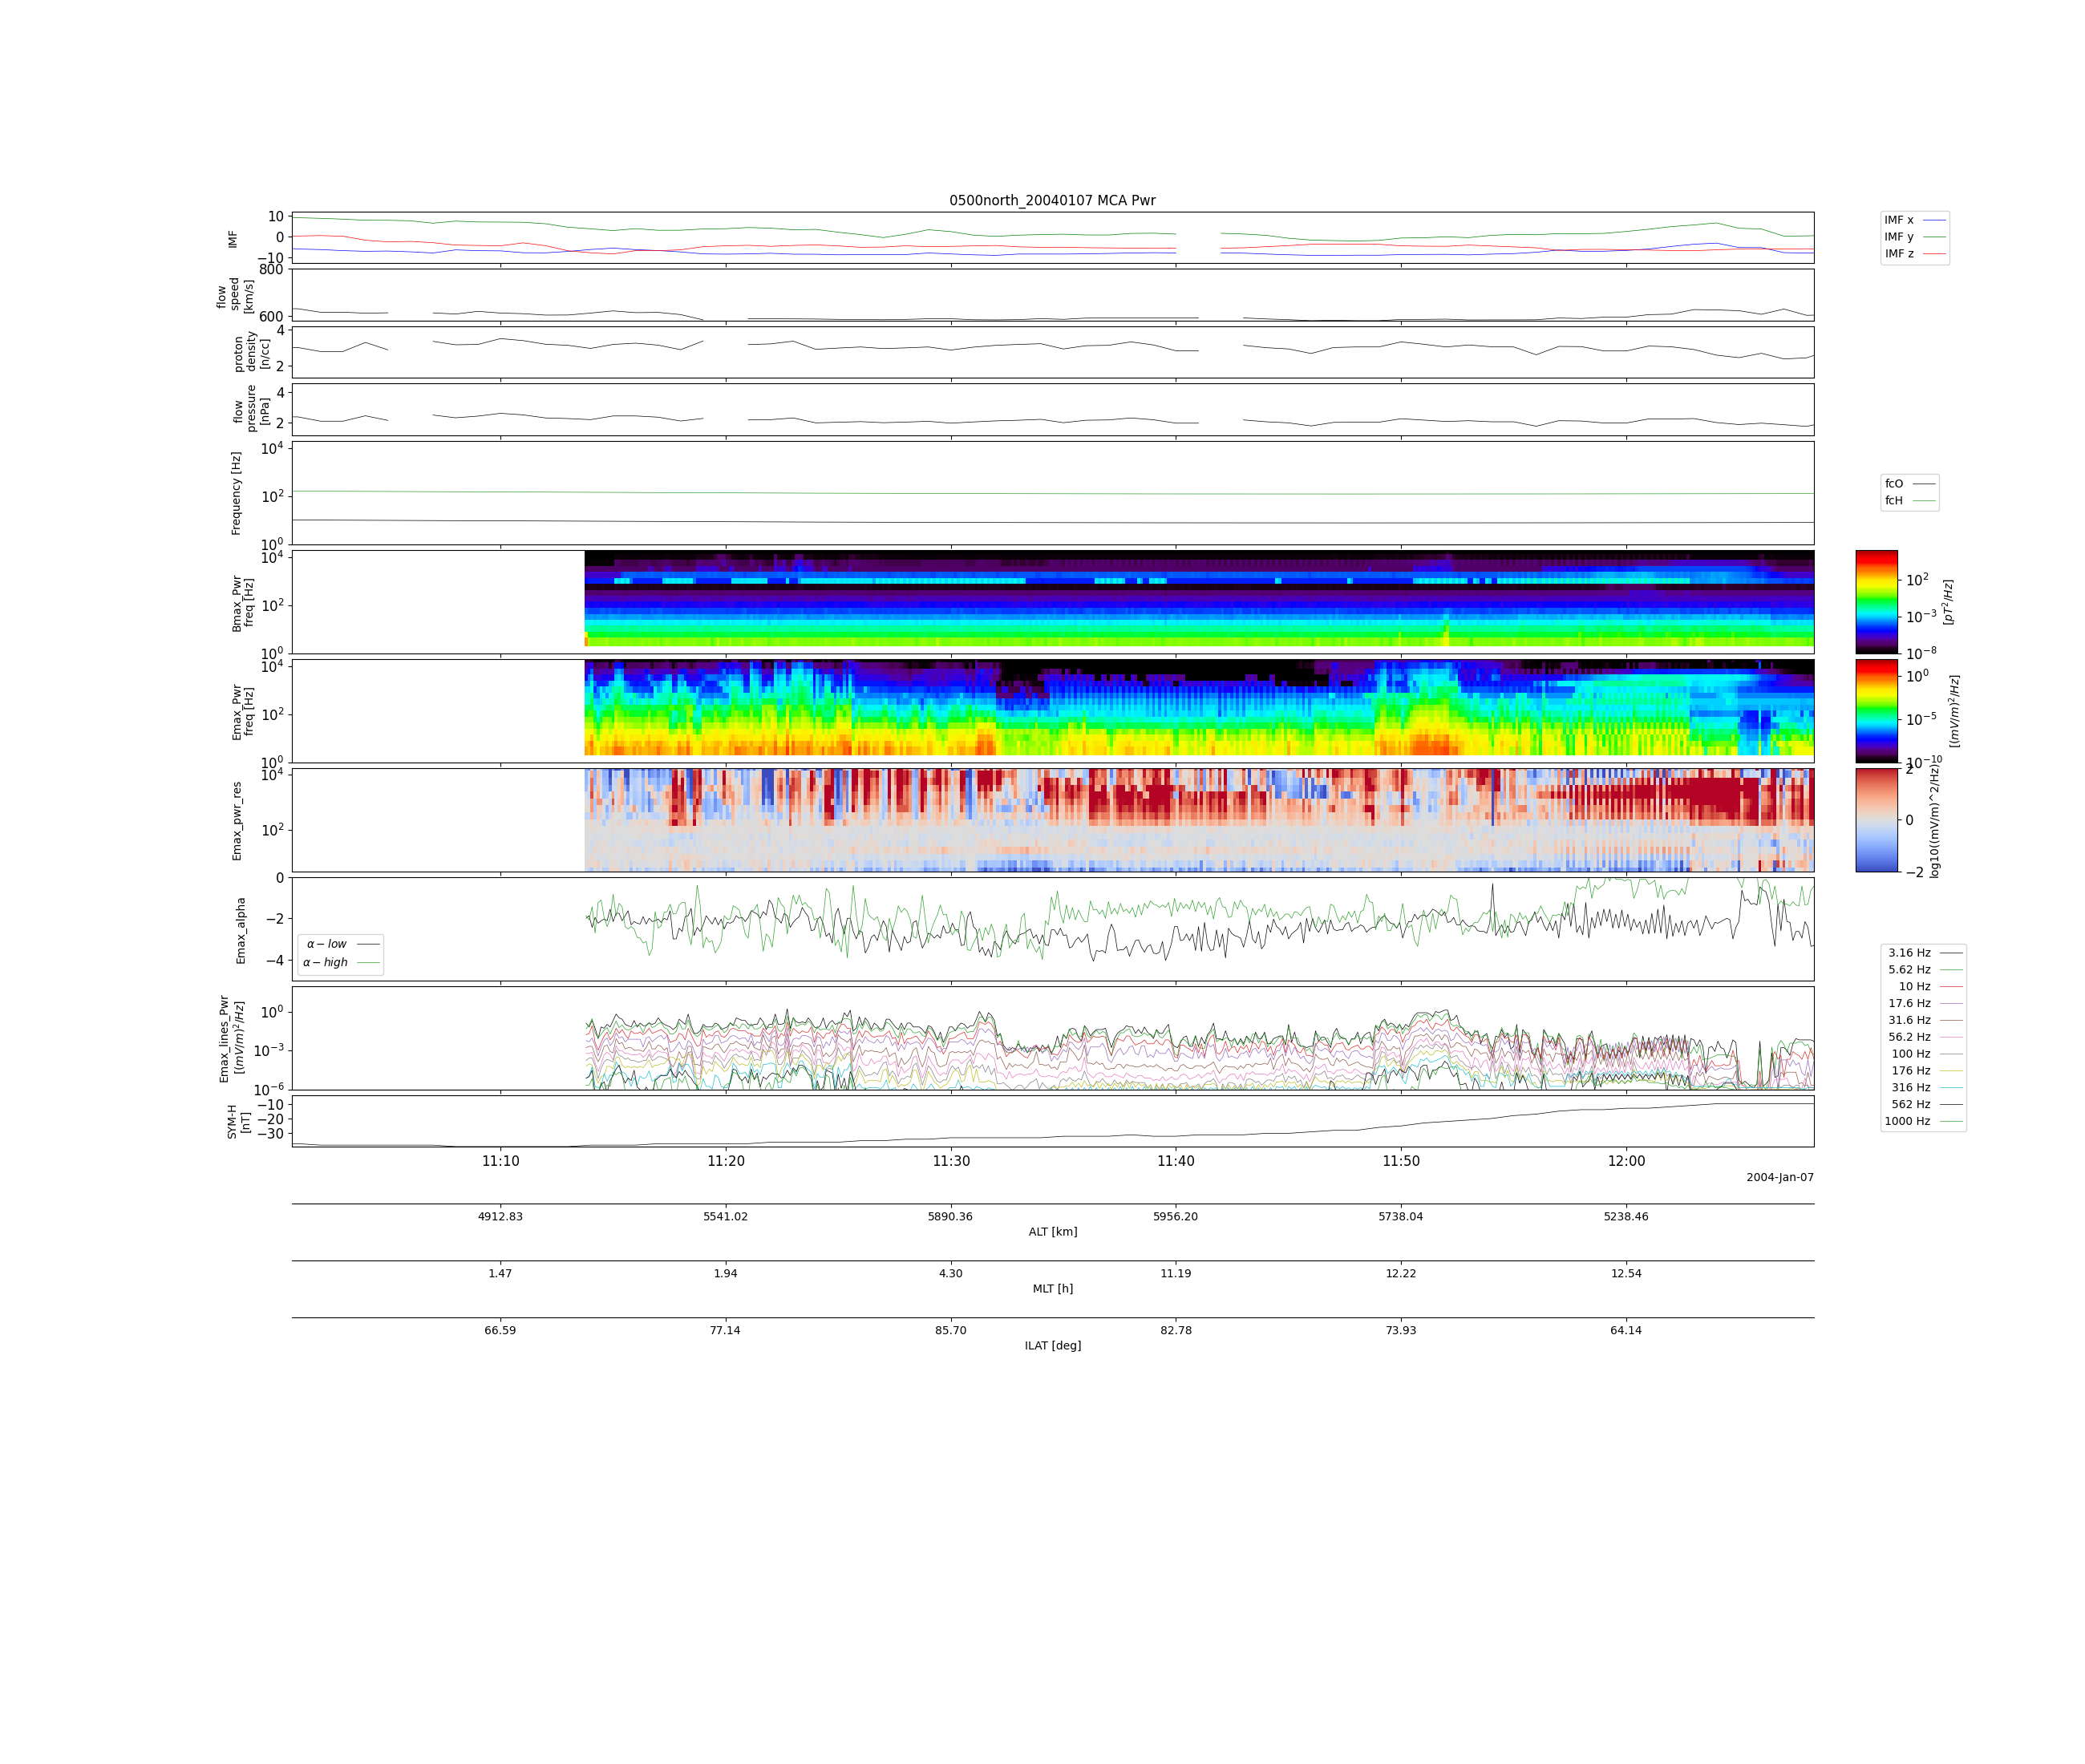 0500north_20040107 MCA Pwr
IMF
10
0
−10
IMF x
IMF y
IMF z
flow
speed
[km/s]
800
600
proton
density
[n/cc]
4
2
flow
pressure
[nPa]
4
2
Frequency [Hz]
10^4
10^2
10^0
fcO
fcH
Bmax_Pwr
freq [Hz]
10^4
10^2
10^0
10^2
10^−3
10^−8
[pT^2/Hz]
Emax_Pwr
freq [Hz]
10^4
10^2
10^0
10^0
10^−5
10^−10
[(mV/m)^2/Hz]
Emax_pwr_res
10^4
10^2
2
0
−2
log10((mV/m)^2/Hz)
Emax_alpha
0
−2
−4
α − low
α − high
Emax_lines_Pwr
[(mV/m)^2/Hz]
10^0
10^−3
10^−6
3.16 Hz
5.62 Hz
10 Hz
17.6 Hz
31.6 Hz
56.2 Hz
100 Hz
176 Hz
316 Hz
562 Hz
1000 Hz
SYM-H
[nT]
−10
−20
−30
11:10 11:20 11:30 11:40 11:50 12:00
2004-Jan-07
4912.83 5541.02 5890.36 5956.20 5738.04 5238.46
ALT [km]
1.47 1.94 4.30 11.19 12.22 12.54
MLT [h]
66.59 77.14 85.70 82.78 73.93 64.14
ILAT [deg]